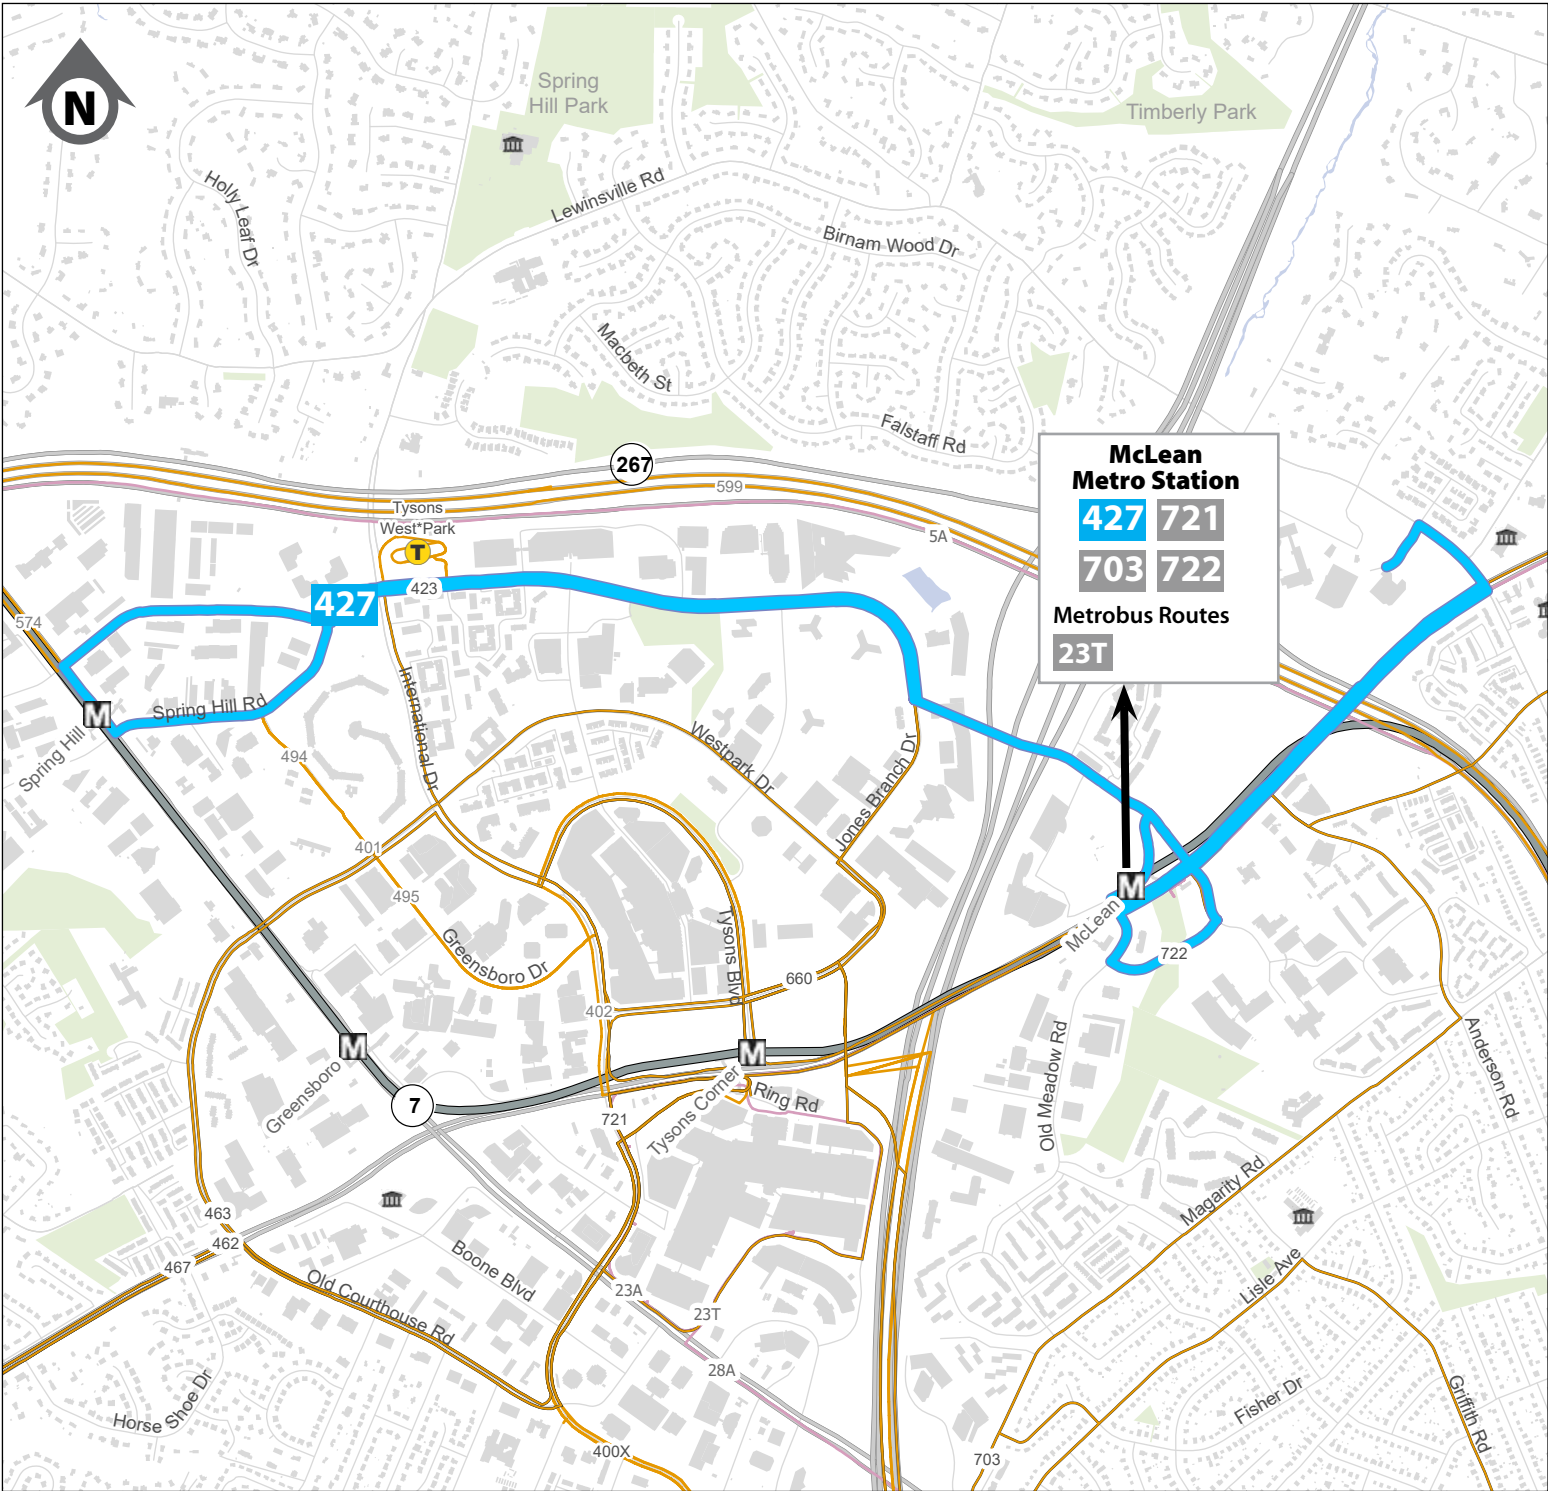 N
Spring
Hill Park
Timberly Park
Holly Leaf Dr
Lewinsville Rd
Birnam Wood Dr
Macbeth St
Falstaff Rd
267
599
5A
Tysons
West*Park
T
423
427
McLean
Metro Station
427 721
703 722
Metrobus Routes
23T
574
Spring Hill Rd
M
Spring Hill
International Dr
494
Westpark Dr
Jones Branch Dr
401
495
Greensboro Dr
Tysons Blvd
M
McLean
722
660
402
M
Greensboro
M
Tysons Corner
7
721
Ring Rd
Old Meadow Rd
Anderson Rd
Magarity Rd
463
462
467
Old Courthouse Rd
Boone Blvd
23A
23T
28A
Lisle Ave
Horse Shoe Dr
Fisher Dr
Griffith Rd
400X
703